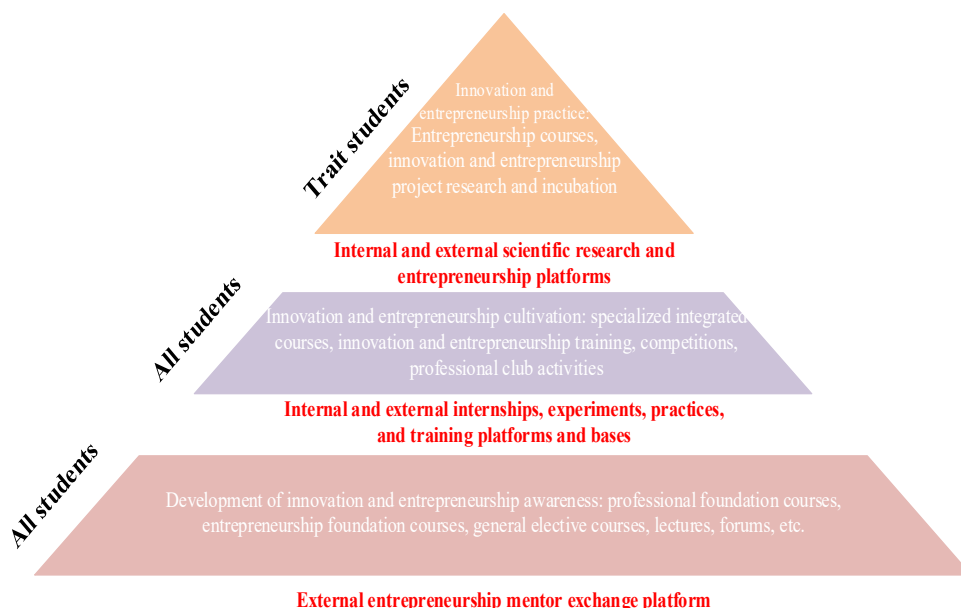 Trait students
Innovation and
entrepreneurship practice:
Entrepreneurship courses,
innovation and entrepreneurship
project research and incubation
Internal and external scientific research and
entrepreneurship platforms
All students
Innovation and entrepreneurship cultivation: specialized integrated
courses, innovation and entrepreneurship training, competitions,
professional club activities
Internal and external internships, experiments, practices,
and training platforms and bases
All students
Development of innovation and entrepreneurship awareness: professional foundation courses,
entrepreneurship foundation courses, general elective courses, lectures, forums, etc.
External entrepreneurship mentor exchange platform